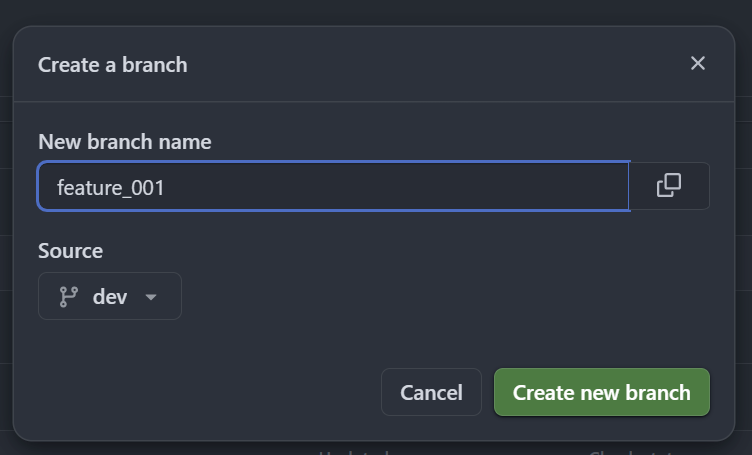 Create a branch
New branch name
feature_001
Source
dev
Cancel
Create new branch